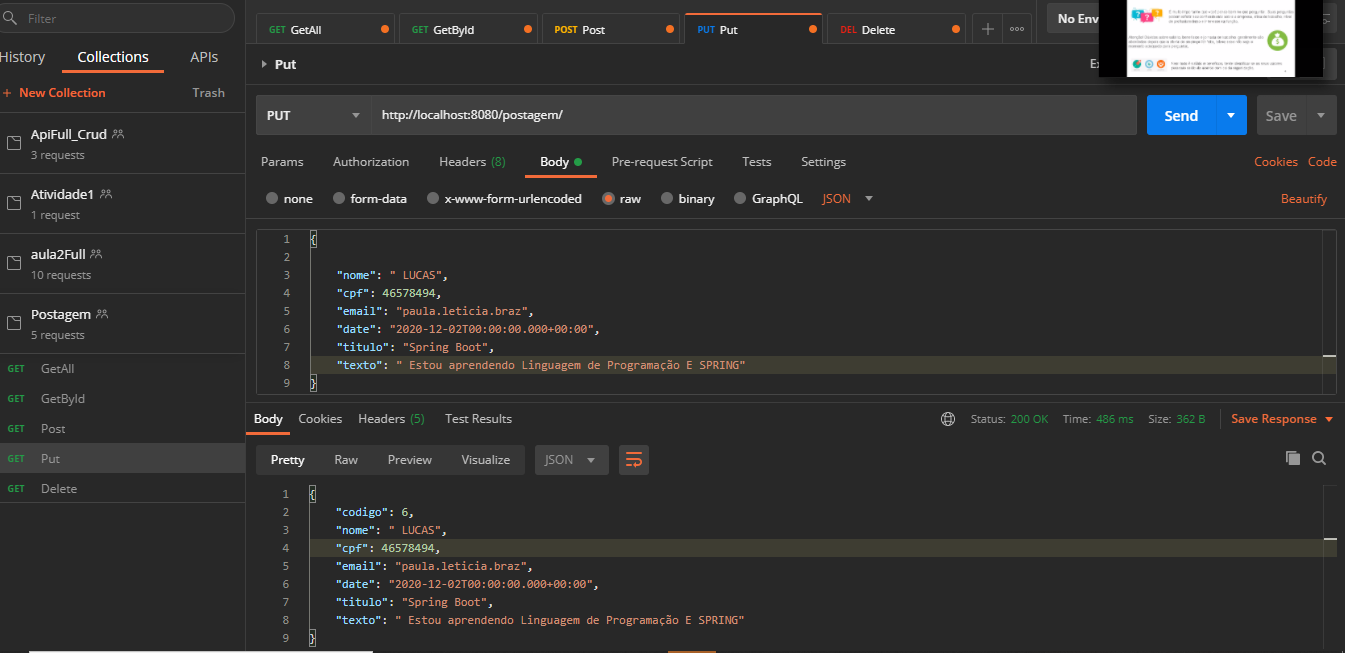 Filter
GET GetAll
GET GetById
POST Post
PUT Put
DEL Delete
No Env
History
Collections
APIs
Put
+ New Collection
Trash
PUT
http://localhost:8080/postagem/
Send
Save
ApiFull_Crud
3 requests
Params
Authorization
Headers (8)
Body
Pre-request Script
Tests
Settings
Cookies
Code
Atividade1
1 request
none
form-data
x-www-form-urlencoded
raw
binary
GraphQL
JSON
Beautify
aula2Full
10 requests
Postagem
5 requests
GET GetAll
GET GetById
GET Post
GET Put
GET Delete
1 {
2
3 "nome": " LUCAS",
4 "cpf": 46578494,
5 "email": "paula.leticia.braz",
6 "date": "2020-12-02T00:00:00.000+00:00",
7 "titulo": "Spring Boot",
8 "texto": " Estou aprendendo Linguagem de Programação E SPRING"
9 }
Body
Cookies
Headers (5)
Test Results
Status: 200 OK
Time: 486 ms
Size: 362 B
Save Response
Pretty
Raw
Preview
Visualize
JSON
1 {
2 "codigo": 6,
3 "nome": " LUCAS",
4 "cpf": 46578494,
5 "email": "paula.leticia.braz",
6 "date": "2020-12-02T00:00:00.000+00:00",
7 "titulo": "Spring Boot",
8 "texto": " Estou aprendendo Linguagem de Programação E SPRING"
9 }